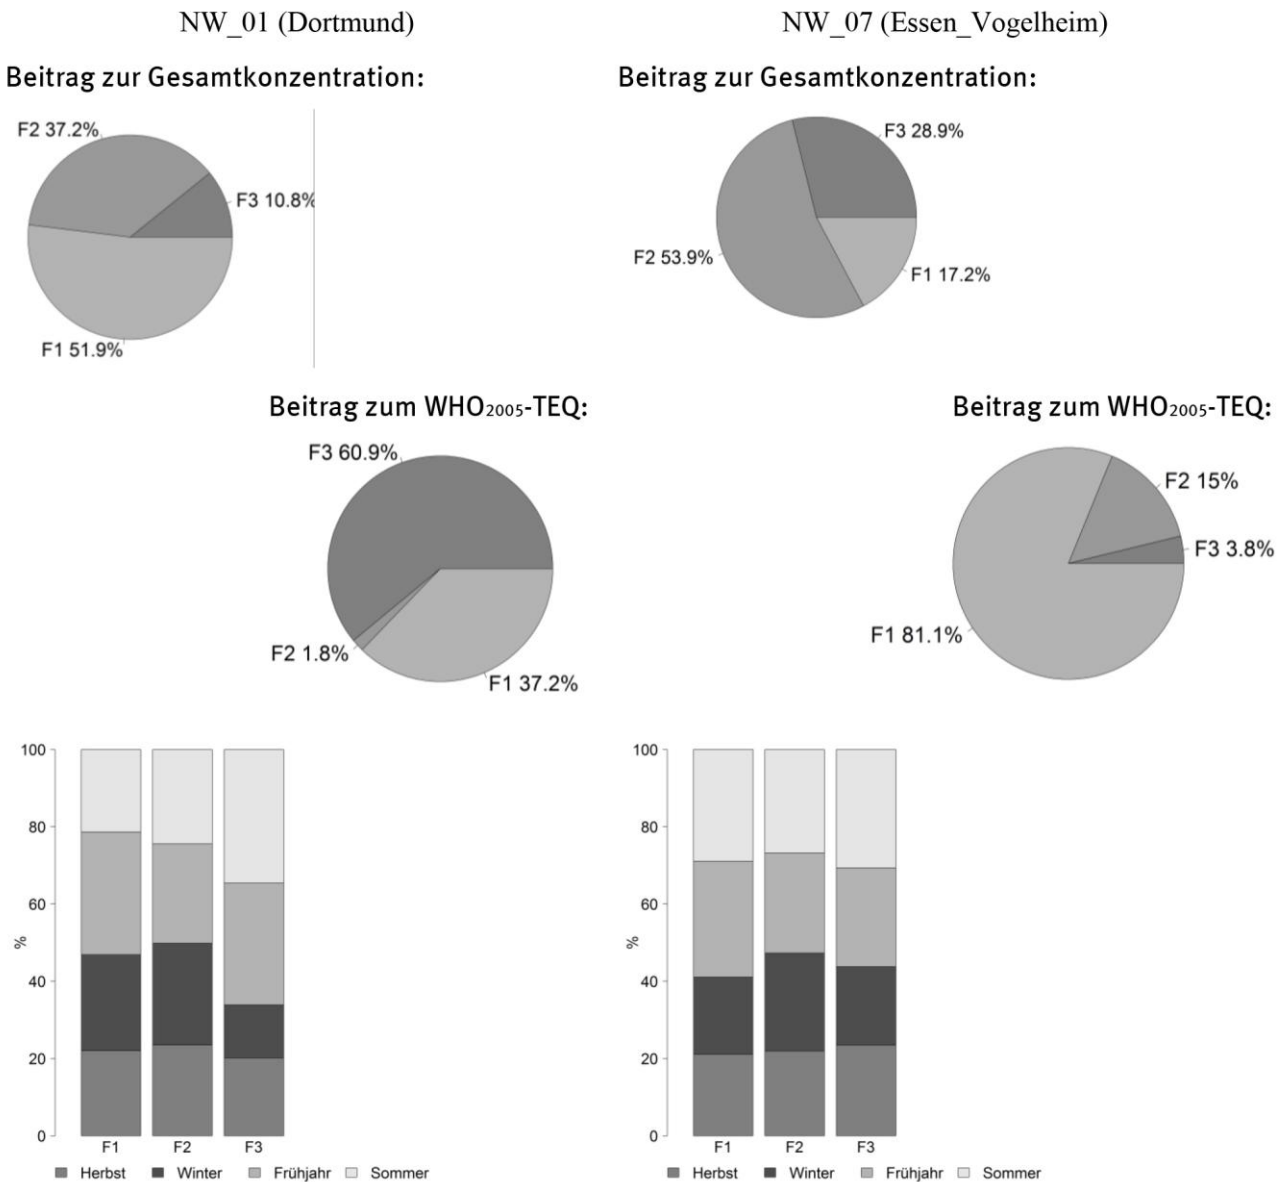 NW_01 (Dortmund)
Beitrag zur Gesamtkonzentration:
F2 37.2%
F3 10.8%
F1 51.9%
Beitrag zum WHO2005-TEQ:
F3 60.9%
F2 1.8%
F1 37.2%
100
80
60
40
20
0
%
F1 F2 F3
Herbst Winter Frühjahr Sommer
NW_07 (Essen_Vogelheim)
Beitrag zur Gesamtkonzentration:
F3 28.9%
F2 53.9%
F1 17.2%
Beitrag zum WHO2005-TEQ:
F2 15%
F3 3.8%
F1 81.1%
100
80
60
40
20
0
%
F1 F2 F3
Herbst Winter Frühjahr Sommer